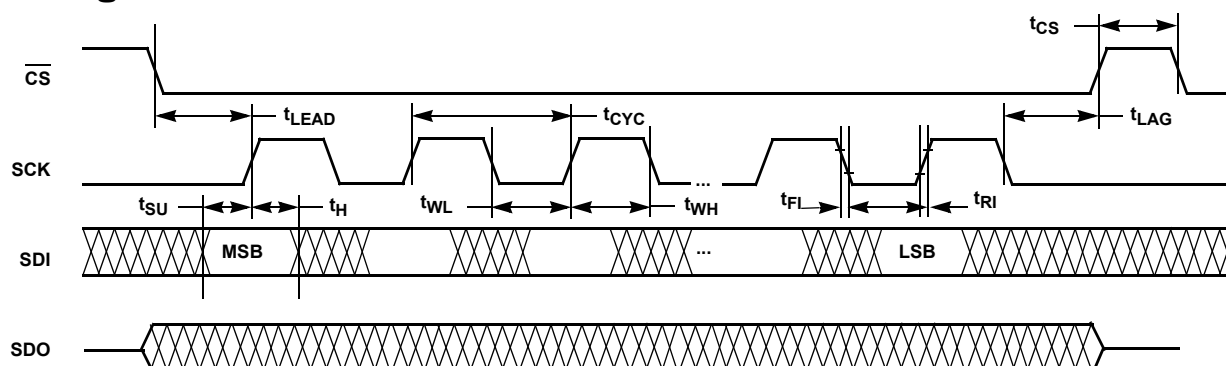 tCS
CS
tLEAD
tCYC
tLAG
SCK
...
tSU
tH
tWL
tWH
tFI
tRI
SDI
MSB
...
LSB
SDO